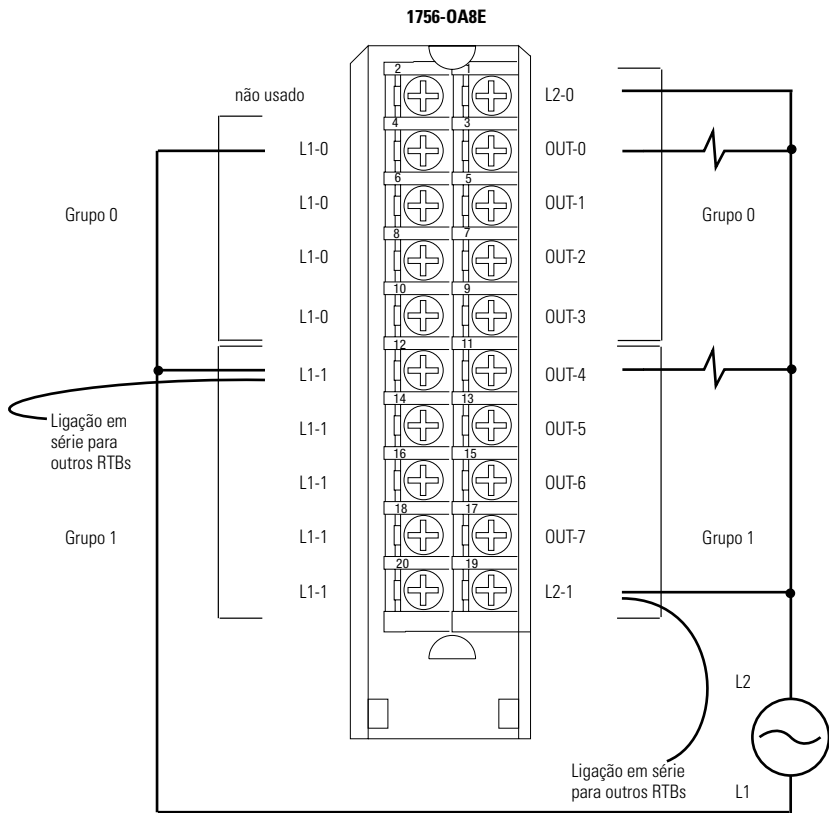 1756-OA8E
não usado
2
1
L2-0
L1-0
4
3
OUT-0
L1-0
6
5
OUT-1
Grupo 0
Grupo 0
L1-0
8
7
OUT-2
L1-0
10
9
OUT-3
L1-1
12
11
OUT-4
Ligação em
série para
outros RTBs
L1-1
14
13
OUT-5
L1-1
16
15
OUT-6
Grupo 1
L1-1
18
17
OUT-7
Grupo 1
L1-1
20
19
L2-1
L2
Ligação em série
para outros RTBs
L1